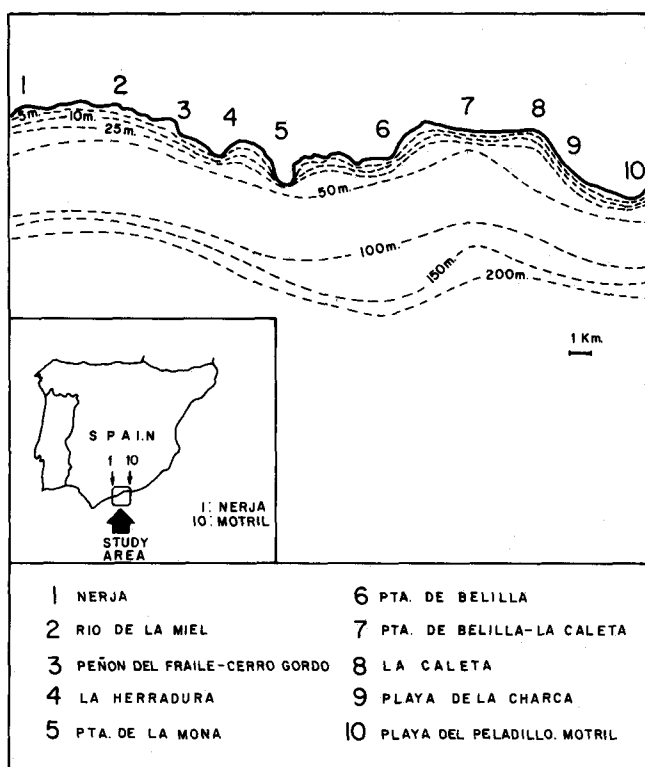 1
2
3
4
5
6
7
8
9
10
5m.
10m.
25m.
50m.
100m.
150m.
200m.
1 Km.
SPAIN
1 10
1: NERJA
10: MOTRIL
STUDY
AREA
1 NERJA
2 RIO DE LA MIEL
3 PEÑON DEL FRAILE-CERRO GORDO
4 LA HERRADURA
5 PTA. DE LA MONA
6 PTA. DE BELILLA
7 PTA. DE BELILLA-LA CALETA
8 LA CALETA
9 PLAYA DE LA CHARCA
10 PLAYA DEL PELADILLO. MOTRIL